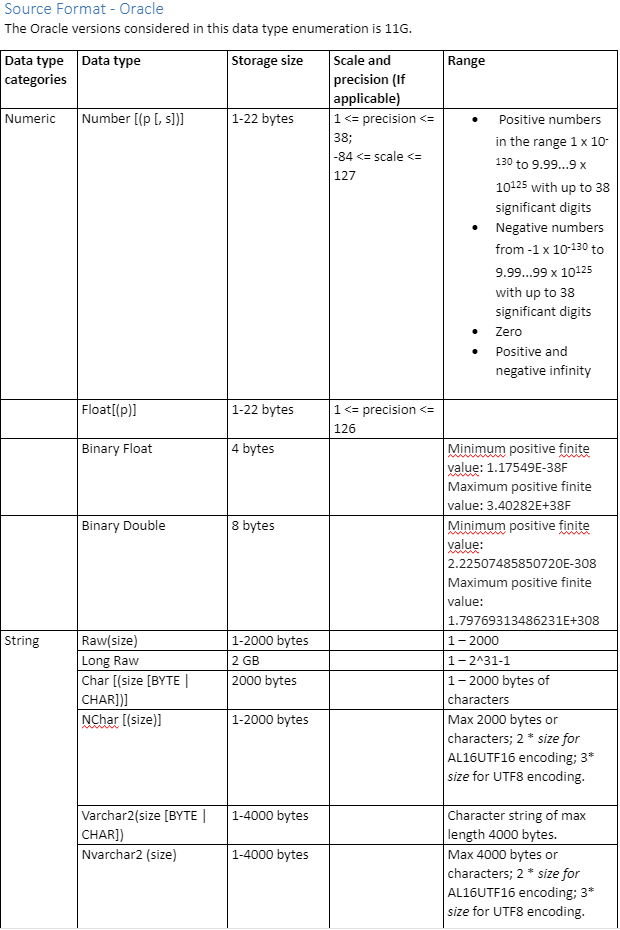 Source Format - Oracle
The Oracle versions considered in this data type enumeration is 11G.
Data type categories | Data type | Storage size | Scale and precision (If applicable) | Range
Numeric | Number [(p [, s])] | 1-22 bytes | 1 <= precision <= 38; -84 <= scale <= 127
• Positive numbers
in the range 1 x 10-
130 to 9.99...9 x
10125 with up to 38
significant digits
• Negative numbers
from -1 x 10-130 to
9.99...99 x 10125
with up to 38
significant digits
• Zero
• Positive and
negative infinity
Float[(p)] | 1-22 bytes | 1 <= precision <= 126
Binary Float | 4 bytes | Minimum positive finite
value: 1.17549E-38F
Maximum positive finite
value: 3.40282E+38F
Binary Double | 8 bytes | Minimum positive finite
value:
2.22507485850720E-308
Maximum positive finite
value:
1.79769313486231E+308
String | Raw(size) | 1-2000 bytes | 1 – 2000
Long Raw | 2 GB | 1 – 2^31-1
Char [(size [BYTE | CHAR])] | 2000 bytes | 1 – 2000 bytes of
characters
NChar [(size)] | 1-2000 bytes | Max 2000 bytes or
characters; 2 * size for
AL16UTF16 encoding; 3*
size for UTF8 encoding.
Varchar2(size [BYTE | CHAR]) | 1-4000 bytes | Character string of max
length 4000 bytes.
Nvarchar2 (size) | 1-4000 bytes | Max 4000 bytes or
characters; 2 * size for
AL16UTF16 encoding; 3*
size for UTF8 encoding.